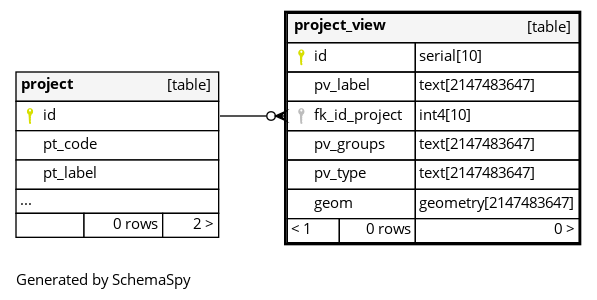 project [table]
id
pt_code
pt_label
...
0 rows 2 >
project_view [table]
id serial[10]
pv_label text[2147483647]
fk_id_project int4[10]
pv_groups text[2147483647]
pv_type text[2147483647]
geom geometry[2147483647]
< 1 0 rows 0 >
Generated by SchemaSpy